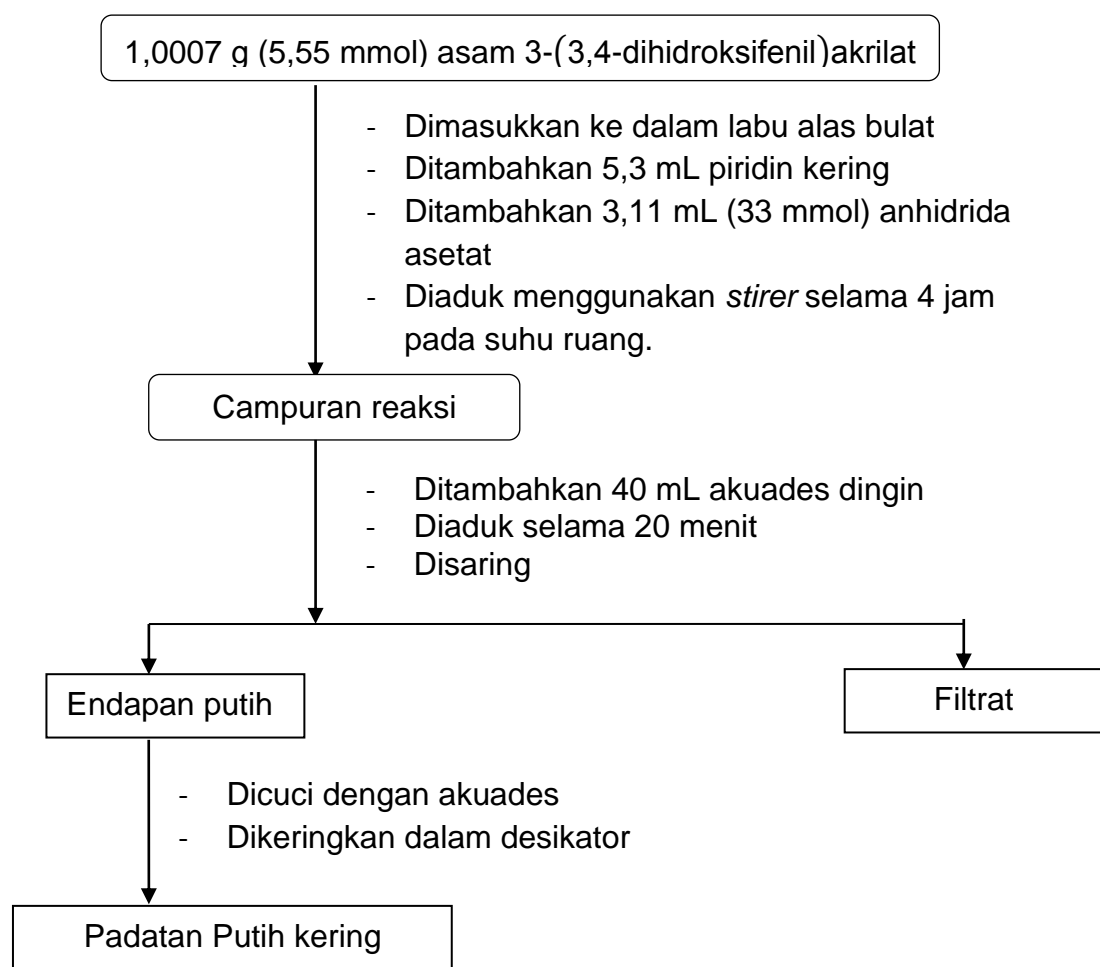 1,0007 g (5,55 mmol) asam 3-(3,4-dihidroksifenil)akrilat
- Dimasukkan ke dalam labu alas bulat
- Ditambahkan 5,3 mL piridin kering
- Ditambahkan 3,11 mL (33 mmol) anhidrida
asetat
- Diaduk menggunakan stirer selama 4 jam
pada suhu ruang.
Campuran reaksi
- Ditambahkan 40 mL akuades dingin
- Diaduk selama 20 menit
- Disaring
Endapan putih
Filtrat
- Dicuci dengan akuades
- Dikeringkan dalam desikator
Padatan Putih kering